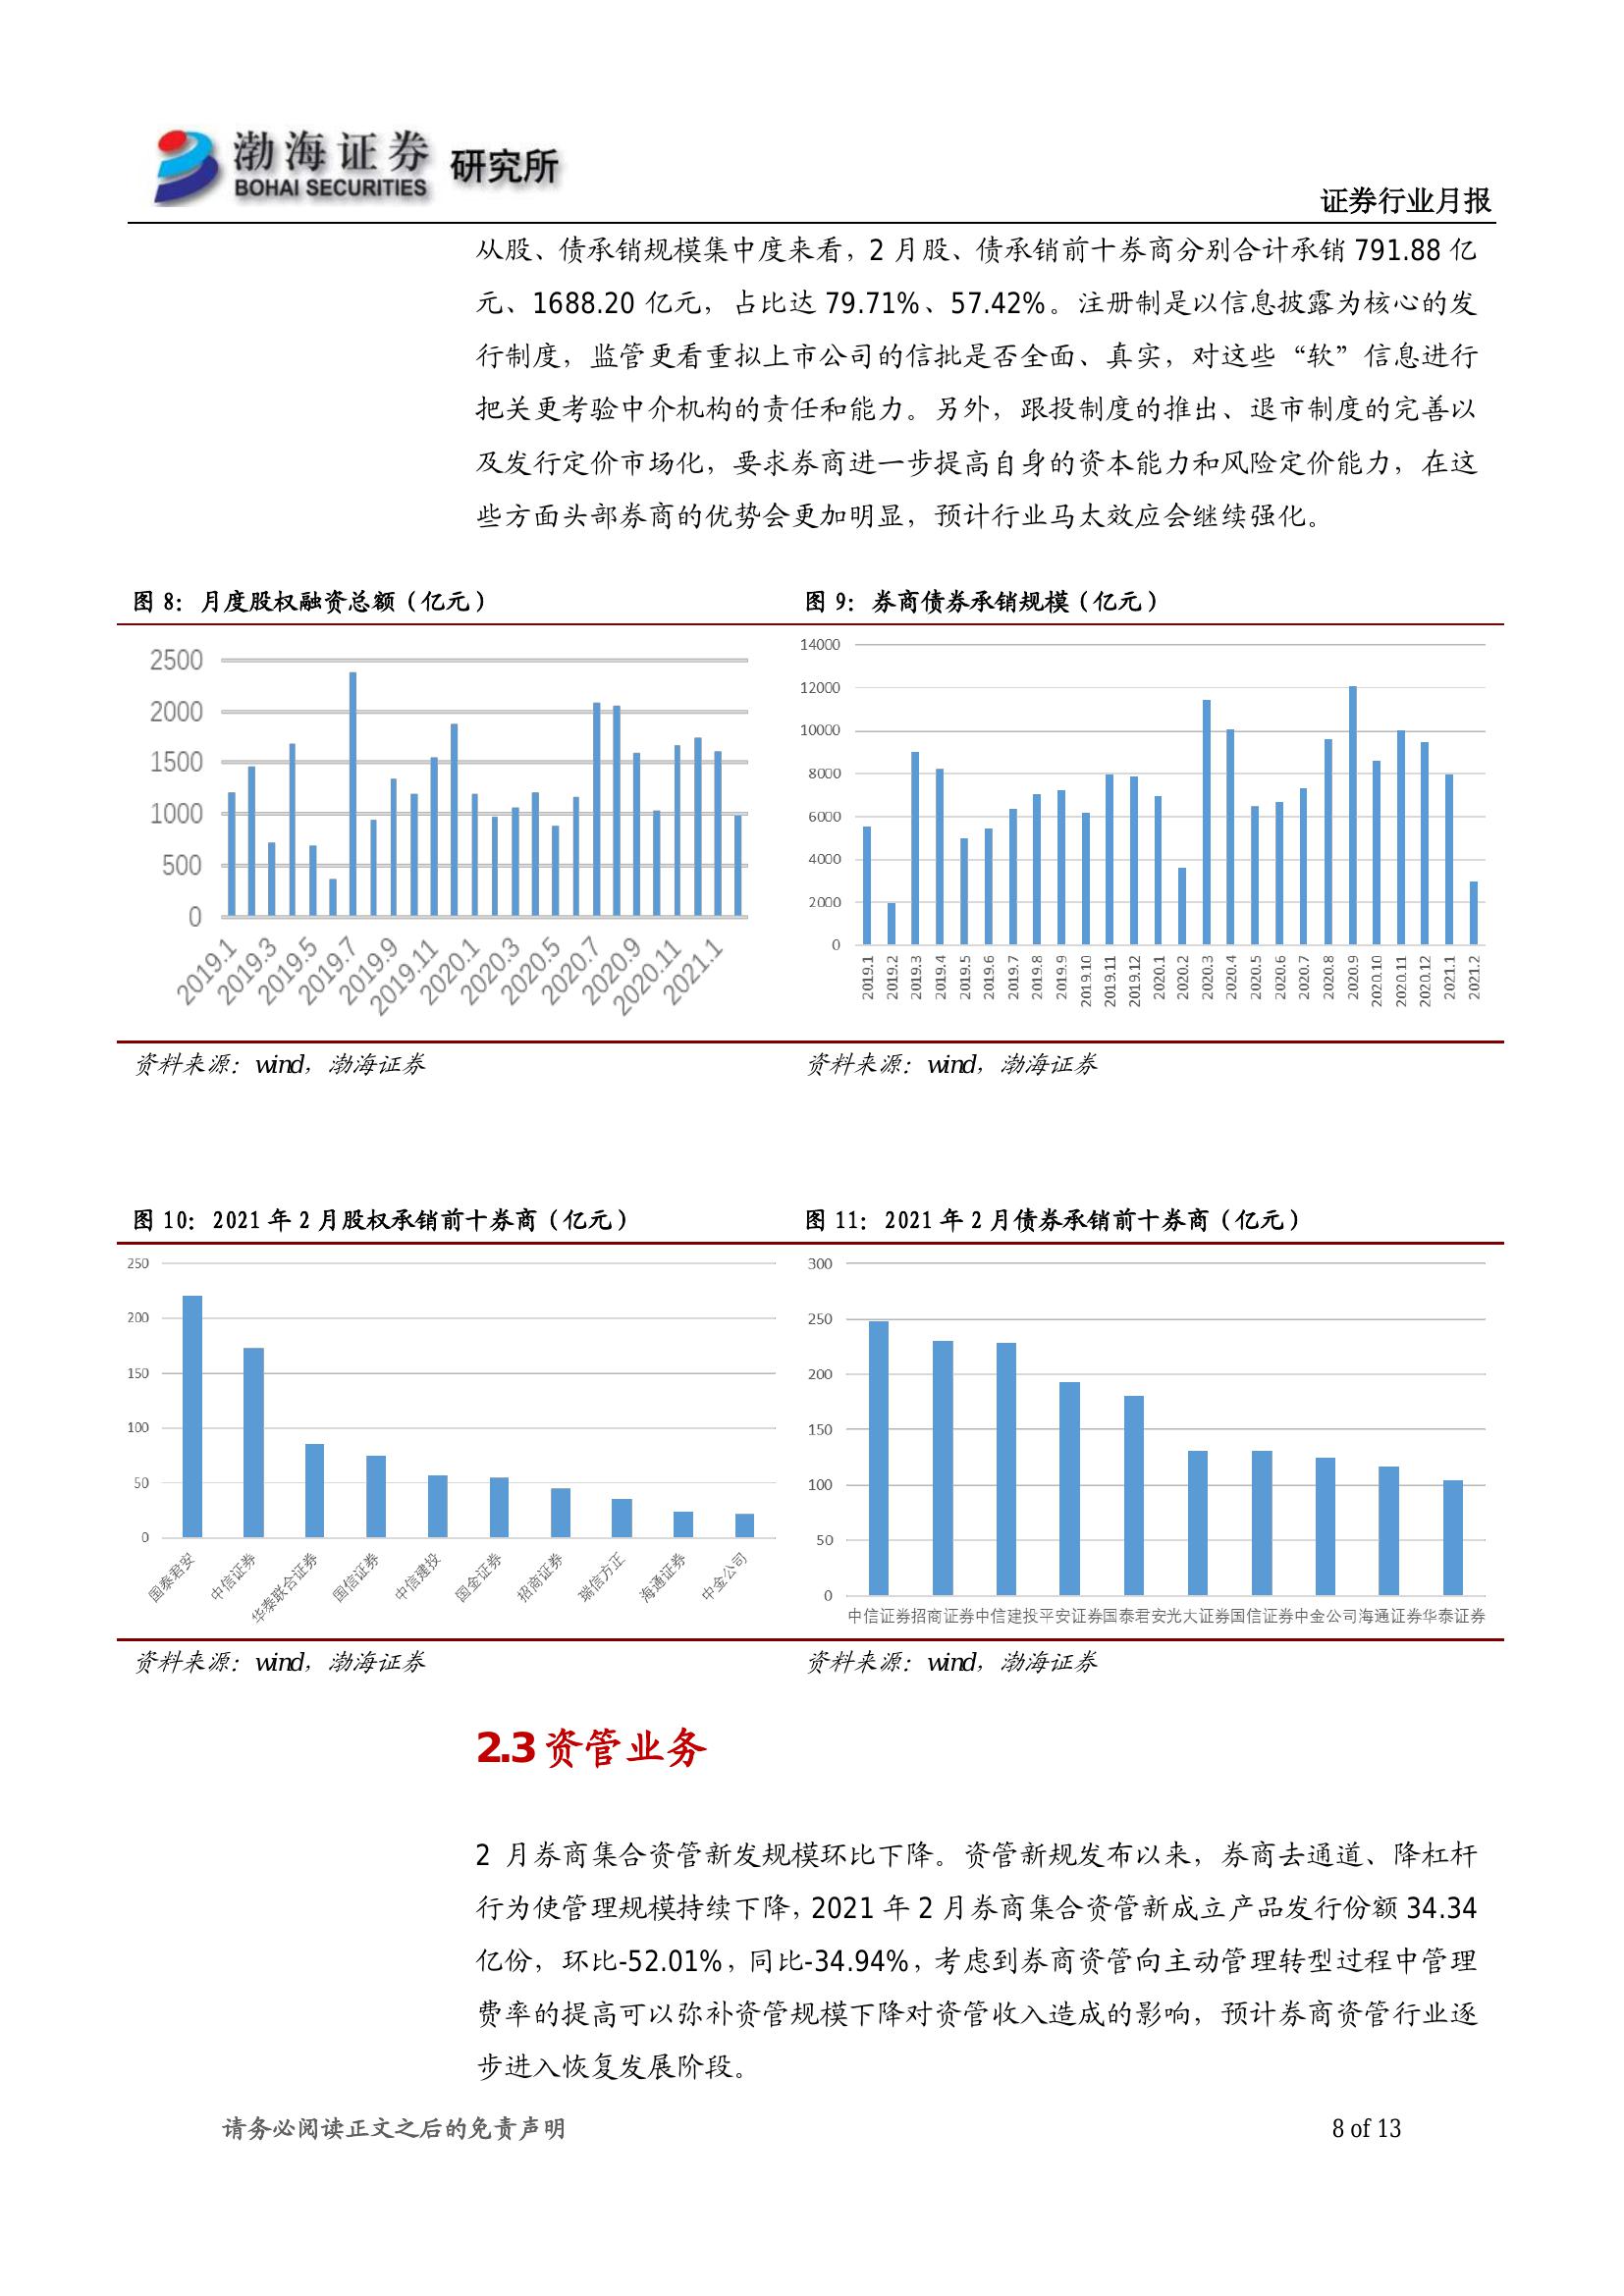 渤海证券 研究所
BOHAI SECURITIES
证券行业月报
从股、债承销规模集中度来看，2 月股、债承销前十券商分别合计承销 791.88 亿
元、1688.20 亿元，占比达 79.71%、57.42%。注册制是以信息披露为核心的发
行制度，监管更看重拟上市公司的信批是否全面、真实，对这些“软”信息进行
把关更考验中介机构的责任和能力。另外，跟投制度的推出、退市制度的完善以
及发行定价市场化，要求券商进一步提高自身的资本能力和风险定价能力，在这
些方面头部券商的优势会更加明显，预计行业马太效应会继续强化。
图 8：月度股权融资总额（亿元）
2500
2000
1500
1000
500
0
2019.1 2019.3 2019.5 2019.7 2019.9 2019.11 2020.1 2020.3 2020.5 2020.7 2020.9 2020.11 2021.1
资料来源：wind，渤海证券
图 9：券商债券承销规模（亿元）
14000
12000
10000
8000
6000
4000
2000
0
2019.1 2019.2 2019.3 2019.4 2019.5 2019.6 2019.7 2019.8 2019.9 2019.10 2019.11 2019.12 2020.1 2020.2 2020.3 2020.4 2020.5 2020.6 2020.7 2020.8 2020.9 2020.10 2020.11 2020.12 2021.1 2021.2
资料来源：wind，渤海证券
图 10：2021 年 2 月股权承销前十券商（亿元）
250
200
150
100
50
0
国泰君安 中信证券 华泰联合证券 国信证券 中信建投 国金证券 招商证券 瑞信方正 海通证券 中金公司
资料来源：wind，渤海证券
图 11：2021 年 2 月债券承销前十券商（亿元）
300
250
200
150
100
50
0
中信证券招商证券中信建投平安证券国泰君安光大证券国信证券中金公司海通证券华泰证券
资料来源：wind，渤海证券
2.3 资管业务
2 月券商集合资管新发规模环比下降。资管新规发布以来，券商去通道、降杠杆
行为使管理规模持续下降，2021 年 2 月券商集合资管新成立产品发行份额 34.34
亿份，环比-52.01%，同比-34.94%，考虑到券商资管向主动管理转型过程中管理
费率的提高可以弥补资管规模下降对资管收入造成的影响，预计券商资管行业逐
步进入恢复发展阶段。
请务必阅读正文之后的免责声明
8 of 13